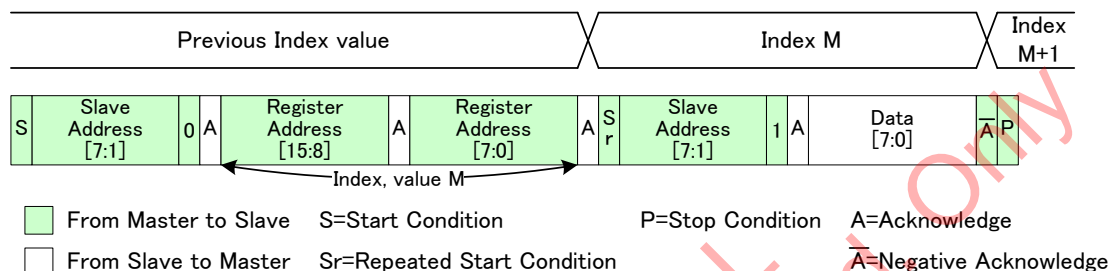 Previous Index value
Index M
Index
M+1
S
Slave
Address
[7:1]
0
A
Register
Address
[15:8]
A
Register
Address
[7:0]
A
S
r
Slave
Address
[7:1]
1
A
Data
[7:0]
A̅
P
Index, value M
From Master to Slave
S=Start Condition
P=Stop Condition
A=Acknowledge
From Slave to Master
Sr=Repeated Start Condition
A̅=Negative Acknowledge
Only